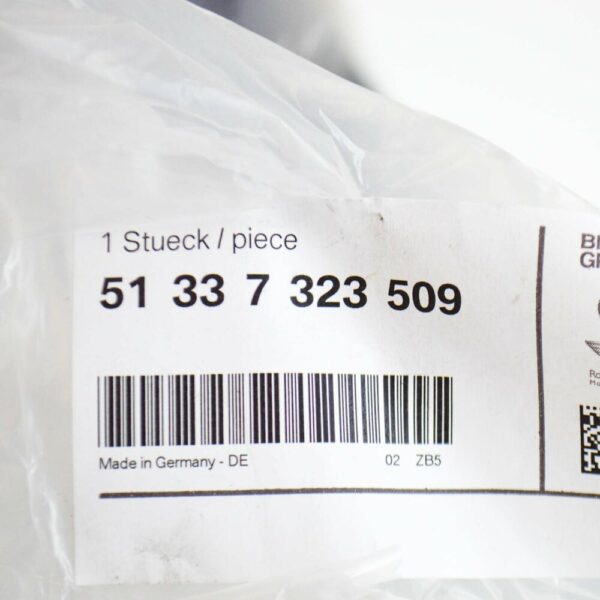 1 Stueck / piece
51 33 7 323 509
Made in Germany - DE 02 ZB5